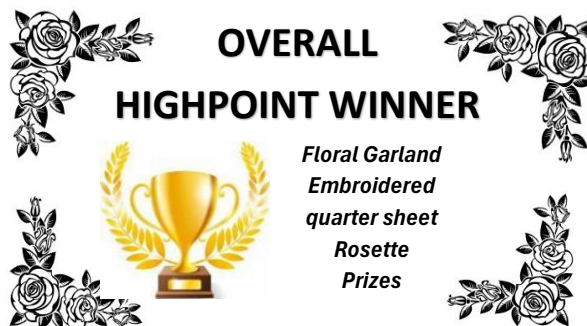 OVERALL
HIGHPOINT WINNER
Floral Garland
Embroidered
quarter sheet
Rosette
Prizes